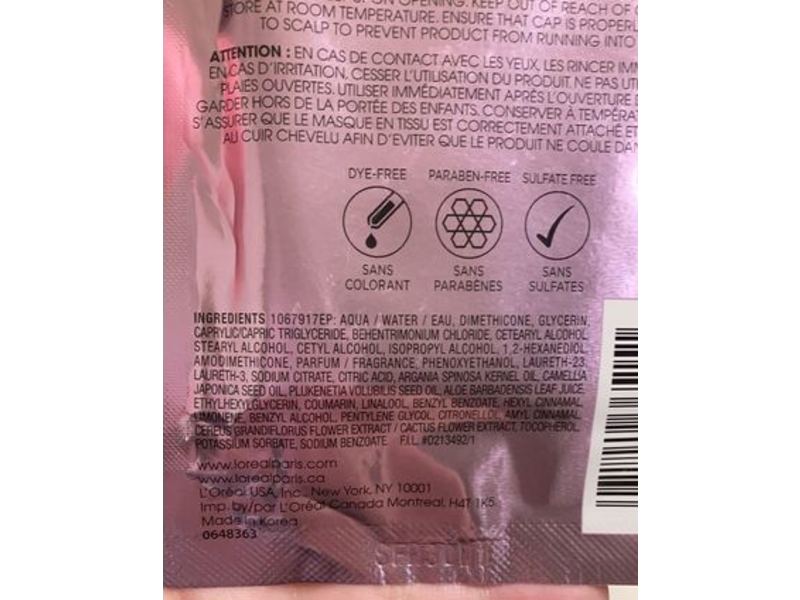 UPON OPENING. KEEP OUT OF REACH OF
STORE AT ROOM TEMPERATURE. ENSURE THAT CAP IS PROPERL
TO SCALP TO PREVENT PRODUCT FROM RUNNING INTO
ATTENTION : EN CAS DE CONTACT AVEC LES YEUX, LES RINCER IMM
EN CAS D'IRRITATION, CESSER L'UTILISATION DU PRODUIT. NE PAS UTI
PLAIES OUVERTES. UTILISER IMMÉDIATEMENT APRÈS L'OUVERTURE D
GARDER HORS DE LA PORTÉE DES ENFANTS. CONSERVER À TEMPÉRAT
S'ASSURER QUE LE MASQUE EN TISSU EST CORRECTEMENT ATTACHÉ ET
AU CUIR CHEVELU AFIN D'EVITER QUE LE PRODUIT NE COULE DAN
DYE-FREE PARABEN-FREE SULFATE FREE
SANS SANS SANS
COLORANT PARABÈNES SULFATES
INGREDIENTS 1067917EP: AQUA / WATER / EAU, DIMETHICONE, GLYCERIN,
CAPRYLIC/CAPRIC TRIGLYCERIDE, BEHENTRIMONIUM CHLORIDE, CETEARYL ALCOHOL,
STEARYL ALCOHOL, CETYL ALCOHOL, ISOPROPYL ALCOHOL, 1,2-HEXANEDIOL,
AMODIMETHICONE, PARFUM / FRAGRANCE, PHENOXYETHANOL, LAURETH-23,
LAURETH-3, SODIUM CITRATE, CITRIC ACID, ARGANIA SPINOSA KERNEL OIL, CAMELLIA
JAPONICA SEED OIL, PLUKENETIA VOLUBILIS SEED OIL, ALOE BARBADENSIS LEAF JUICE,
ETHYLHEXYLGLYCERIN, COUMARIN, LINALOOL, BENZYL BENZOATE, HEXYL CINNAMAL,
LIMONENE, BENZYL ALCOHOL, PENTYLENE GLYCOL, CITRONELLOL, AMYL CINNAMAL,
CEREUS GRANDIFLORUS FLOWER EXTRACT / CACTUS FLOWER EXTRACT, TOCOPHEROL,
POTASSIUM SORBATE, SODIUM BENZOATE. F.I.L. #D213492/1
www.lorealparis.com
www.lorealparis.ca
L'Oréal USA, Inc., New York, NY 10001
Imp. by/par L'Oréal Canada Montreal, H4T 1K5
Made in Korea
0648363